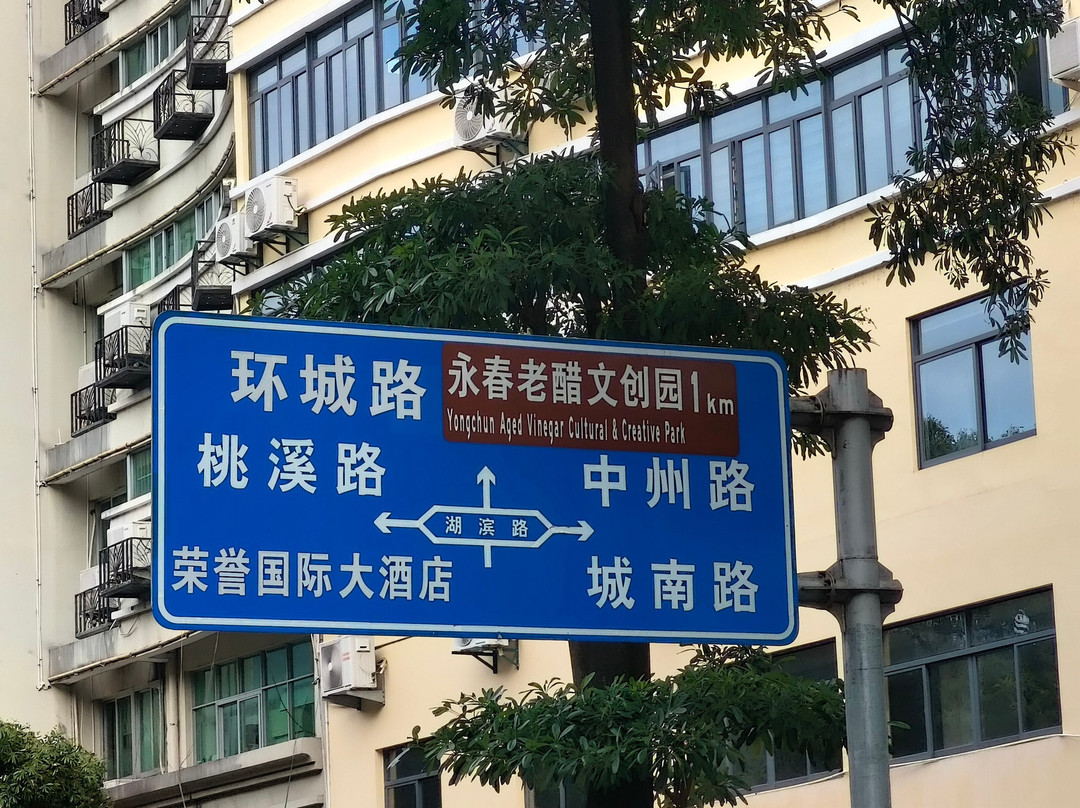 环城路
永春老醋文创园1km
Yongchun Aged Vinegar Cultural & Creative Park
桃溪路
中州路
湖滨路
荣誉国际大酒店
城南路